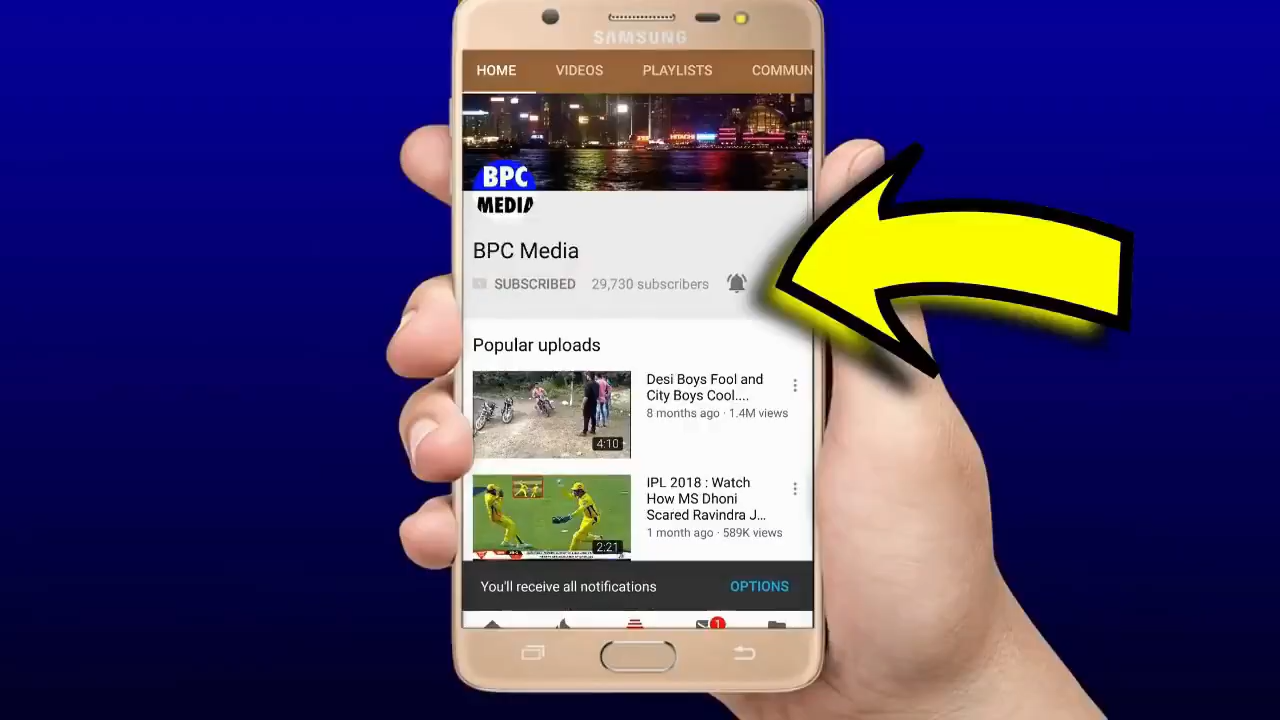 SAMSUNG
HOME VIDEOS PLAYLISTS COMMUN
HITACHI
BPC
MEDIA
BPC Media
SUBSCRIBED 29,730 subscribers
Popular uploads
Desi Boys Fool and
City Boys Cool....
8 months ago · 1.4M views
4:10
IPL 2018 : Watch
How MS Dhoni
Scared Ravindra J...
1 month ago · 589K views
2:21
You'll receive all notifications OPTIONS
1